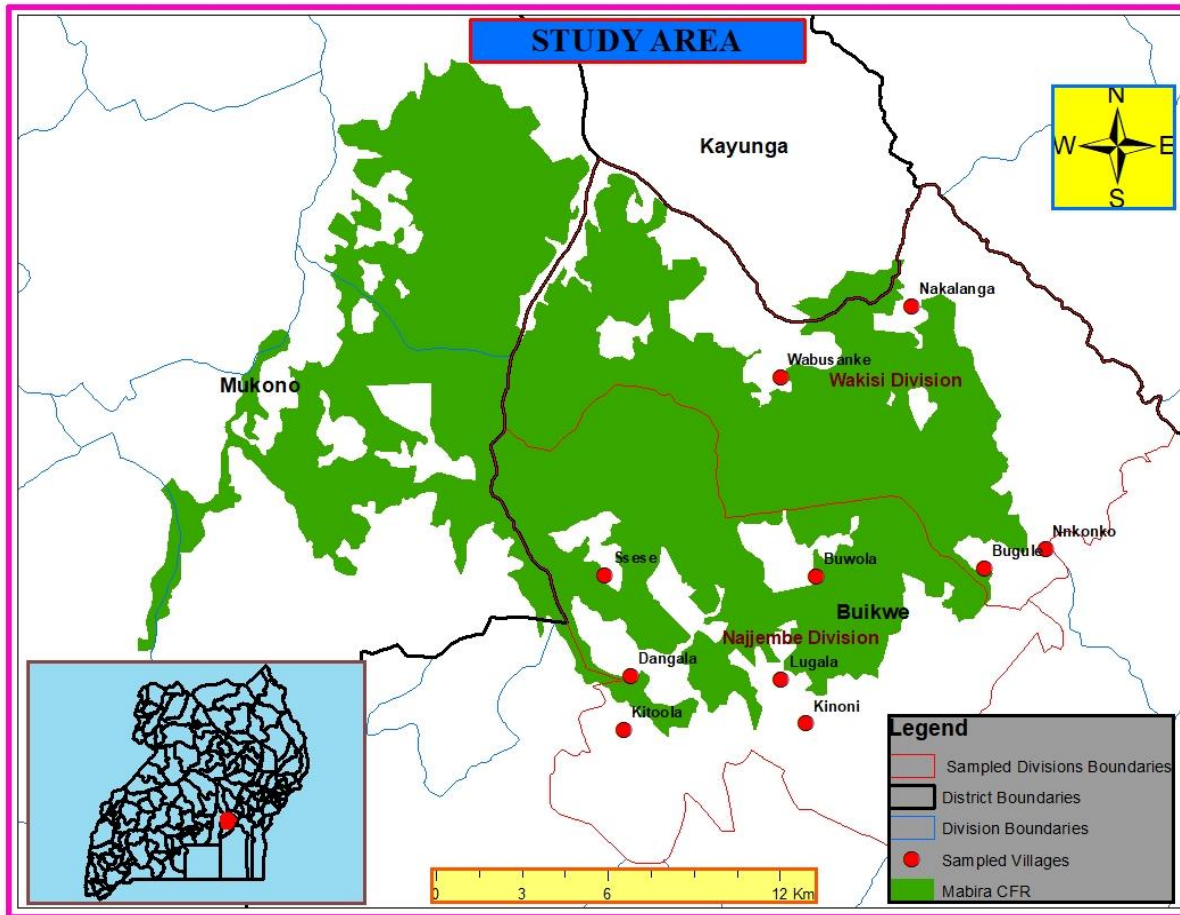 STUDY AREA
N
W E
S
Kayunga
Nakalanga
Wabusanke
Wakisi Division
Mukono
Nnkonko
Bugule
Ssese
Buwola
Buikwe
Najjembe Division
Dangala
Lugala
Kitoola
Kinoni
Legend
Sampled Divisions Boundaries
District Boundaries
Division Boundaries
Sampled Villages
Mabira CFR
0 3 6 12 Km